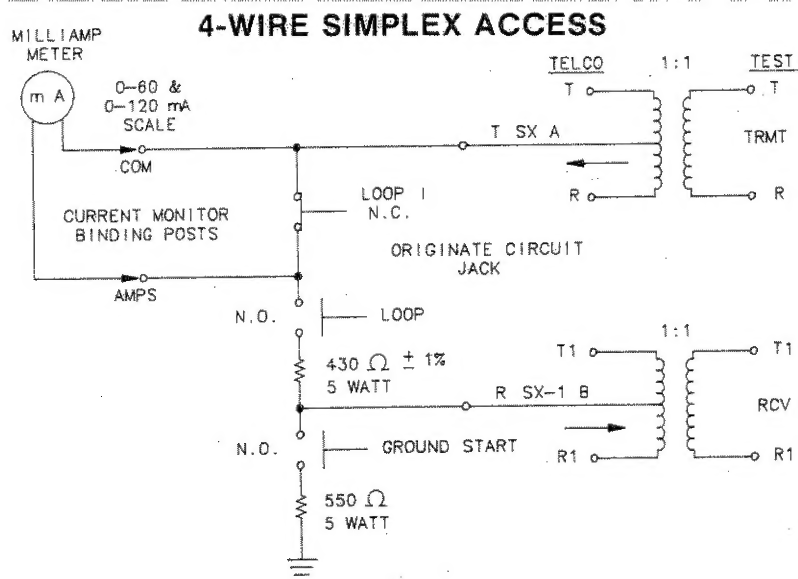 4-WIRE SIMPLEX ACCESS
MILLIAMP
METER
m A
0-60 &
0-120 mA
SCALE
COM
CURRENT MONITOR
BINDING POSTS
AMPS
TELCO
1:1
TEST
T
T
T SX A
TRMT
R
R
LOOP I
N.C.
ORIGINATE CIRCUIT
JACK
N.O.
LOOP
430 Ω ± 1%
5 WATT
1:1
T1
T1
R SX-1 B
RCV
R1
R1
N.O.
GROUND START
550 Ω
5 WATT